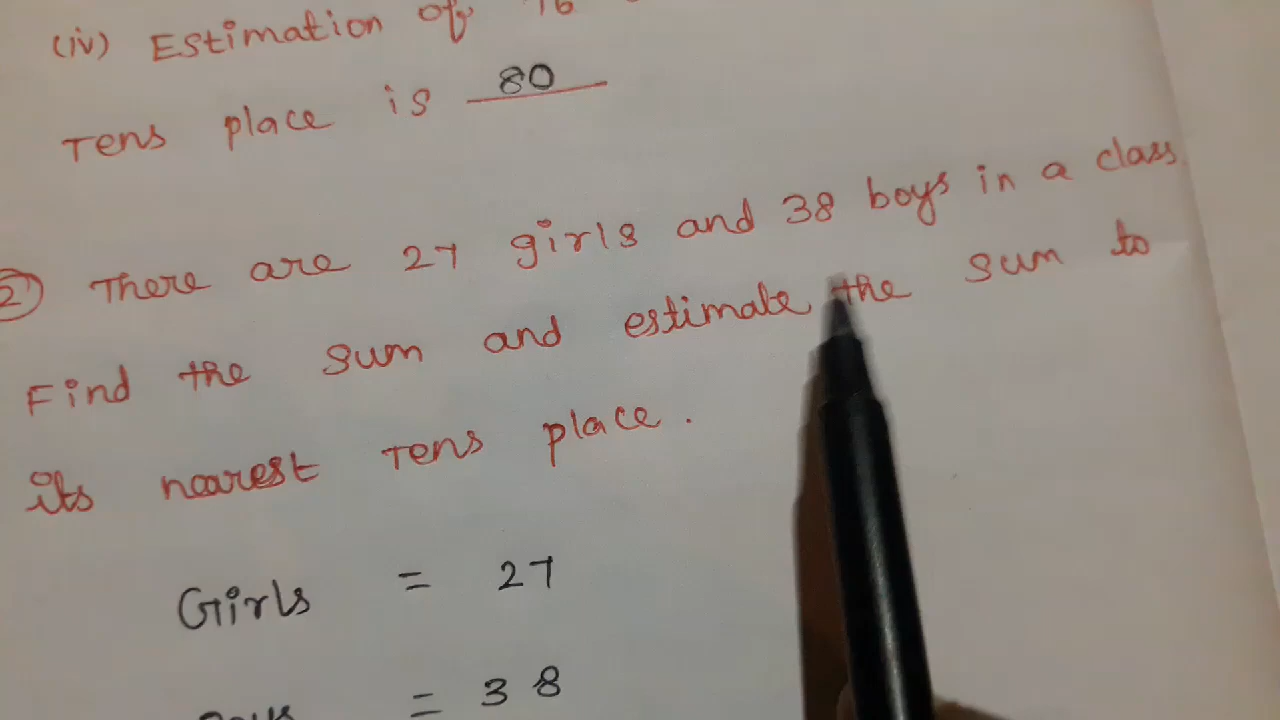 (iv) Estimation of 76
Tens place is 80
② There are 27 girls and 38 boys in a class.
Find the sum and estimate the sum to
its nearest Tens place.
Girls = 27
= 38